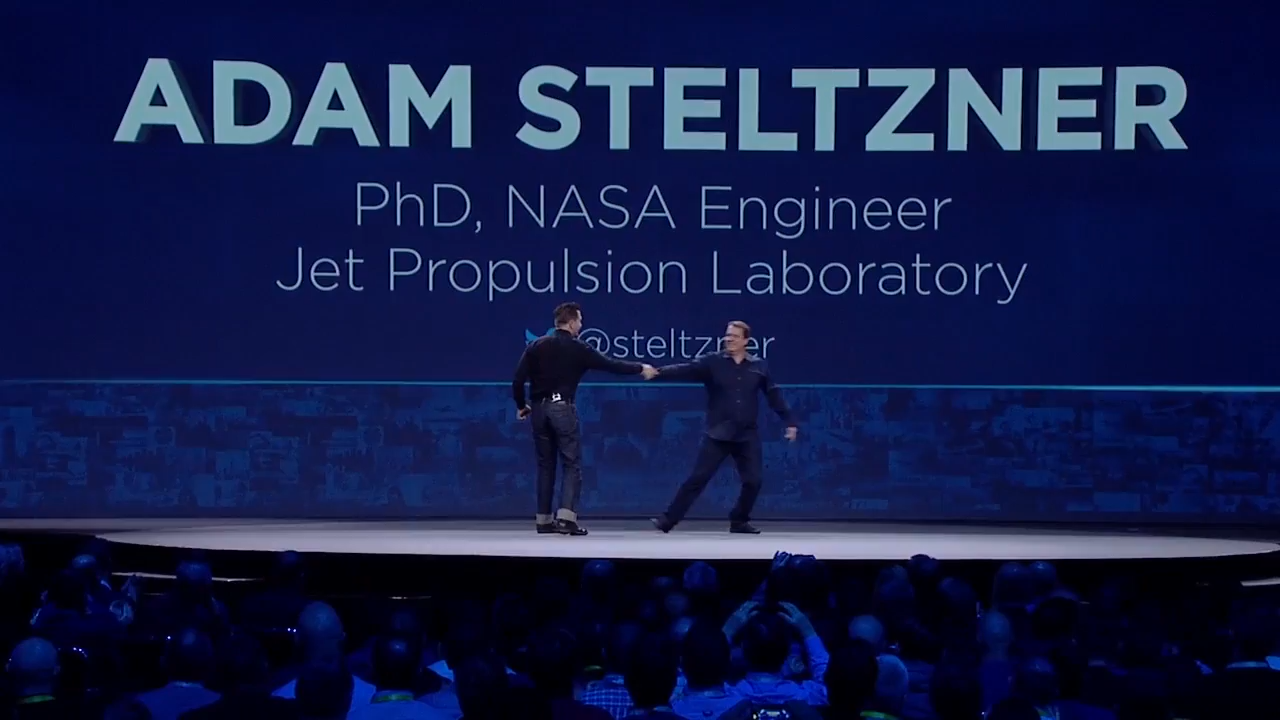 ADAM STELTZNER
PhD, NASA Engineer
Jet Propulsion Laboratory
@steltzner